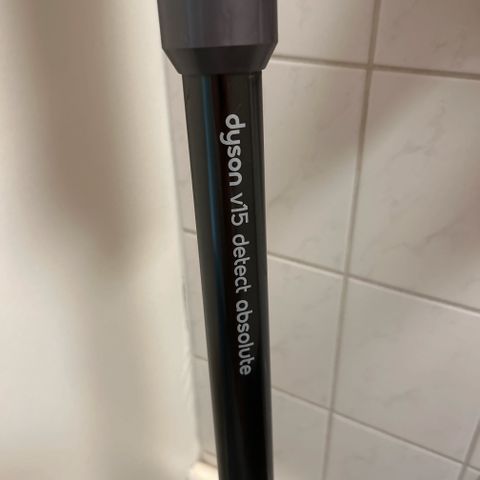 dyson v15 detect absolute